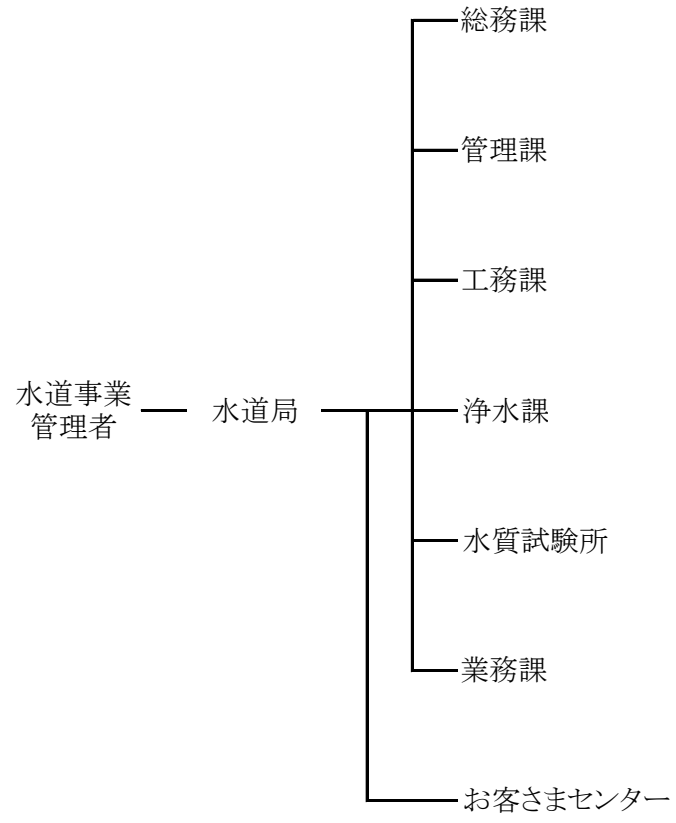 総務課
管理課
工務課
水道事業
管理者
水道局
浄水課
水質試験所
業務課
お客さまセンター